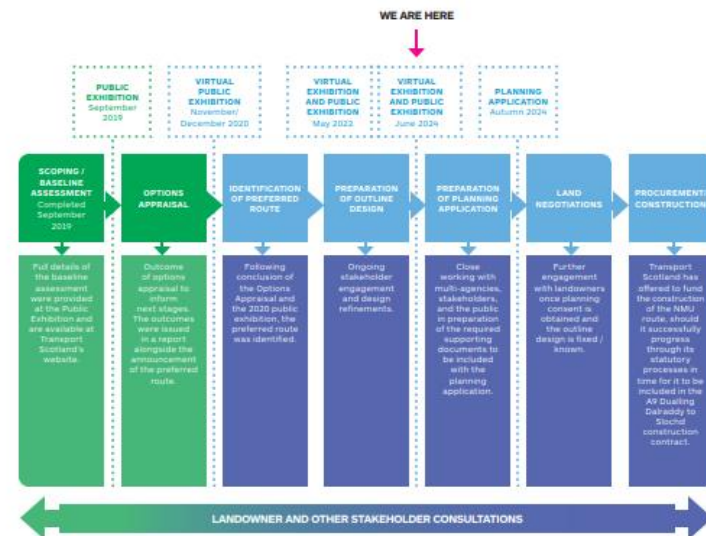 WE ARE HERE
PUBLIC
EXHIBITION
September
2019
VIRTUAL
PUBLIC
EXHIBITION
November/
December 2020
VIRTUAL
EXHIBITION
AND PUBLIC
EXHIBITION
May 2022
VIRTUAL
EXHIBITION
AND PUBLIC
EXHIBITION
June 2024
PLANNING
APPLICATION
Autumn 2024
SCOPING /
BASELINE
ASSESSMENT
Completed
September
2019
OPTIONS
APPRAISAL
IDENTIFICATION
OF PREFERRED
ROUTE
PREPARATION
OF OUTLINE
DESIGN
PREPARATION
OF PLANNING
APPLICATION
LAND
NEGOTIATIONS
PROCUREMENT/
CONSTRUCTION
Full details of
the baseline
assessment
were provided
at the Public
Exhibition and
are available at
Transport
Scotland's
website.
Outcome
of options
appraisal to
inform
next stages.
The outcomes
were issued
in a report
alongside the
announcement
of the preferred
route.
Following
conclusion of
the Options
Appraisal and
the 2020 public
exhibition, the
preferred route
was identified.
Ongoing
stakeholder
engagement
and design
refinements.
Close
working with
multi-agencies,
stakeholders,
and the public
in preparation
of the required
supporting
documents to
be included
with the
planning
application.
Further
engagement
with landowners
once planning
consent is
obtained and
the outline
design is fixed /
known.
Transport
Scotland has
offered to fund
the construction
of the NMU
route, should
it successfully
progress
through its
statutory
processes in
time for it to be
included in the
A9 Dualling
Dalraddy to
Slochd
construction
contract.
LANDOWNER AND OTHER STAKEHOLDER CONSULTATIONS